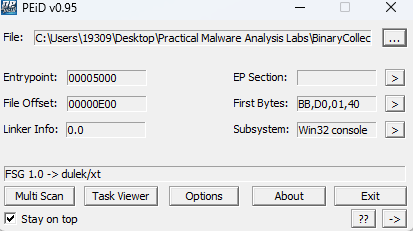 PEiD v0.95
File: C:\Users\19309\Desktop\Practical Malware Analysis Labs\BinaryCollec ...
Entrypoint: 00005000 EP Section: >
File Offset: 00000E00 First Bytes: BB,D0,01,40 >
Linker Info: 0.0 Subsystem: Win32 console >
FSG 1.0 -> dulek/xt
Multi Scan Task Viewer Options About Exit
Stay on top ?? ->